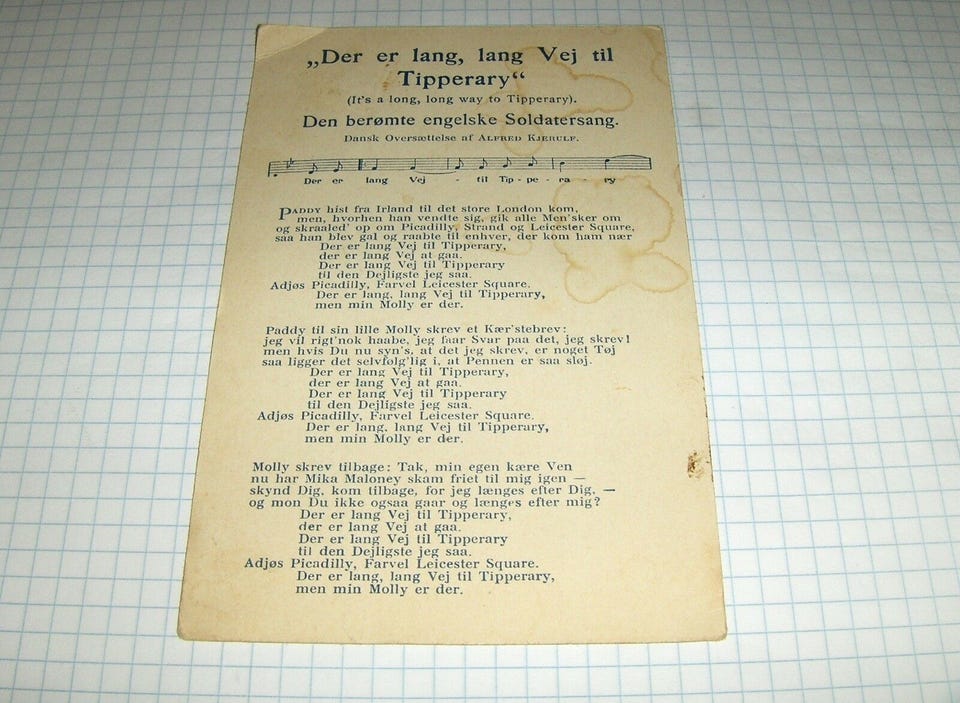 „Der er lang, lang Vej til
Tipperary“
(It's a long, long way to Tipperary).
Den berømte engelske Soldatersang.
Dansk Oversættelse af ALFRED KJERULF.
Der er lang Vej - til Tip - pe - ra - ry
PADDY hist fra Irland til det store London kom,
men, hvorhen han vendte sig, gik alle Men'sker om
og skraaled' op om Picadilly, Strand og Leicester Square,
saa han blev gal og raabte til enhver, der kom ham nær
Der er lang Vej til Tipperary,
der er lang Vej at gaa.
Der er lang Vej til Tipperary
til den Dejligste jeg saa.
Adjøs Picadilly, Farvel Leicester Square.
Der er lang, lang Vej til Tipperary,
men min Molly er der.
Paddy til sin lille Molly skrev et Kær'stebrev:
jeg vil rigt'nok haabe, jeg faar Svar paa det, jeg skrev!
men hvis Du nu syn's, at det jeg skrev, er noget Tøj
saa ligger det selvfølg'lig i, at Pennen er saa sløj.
Der er lang Vej til Tipperary,
der er lang Vej at gaa.
Der er lang Vej til Tipperary
til den Dejligste jeg saa.
Adjøs Picadilly, Farvel Leicester Square.
Der er lang, lang Vej til Tipperary,
men min Molly er der.
Molly skrev tilbage: Tak, min egen kære Ven
nu har Mika Maloney skam friet til mig igen —
skynd Dig, kom tilbage, for jeg længes efter Dig, —
og mon Du ikke ogsaa gaar og længes efter mig?
Der er lang Vej til Tipperary,
der er lang Vej at gaa.
Der er lang Vej til Tipperary
til den Dejligste jeg saa.
Adjøs Picadilly, Farvel Leicester Square.
Der er lang, lang Vej til Tipperary,
men min Molly er der.